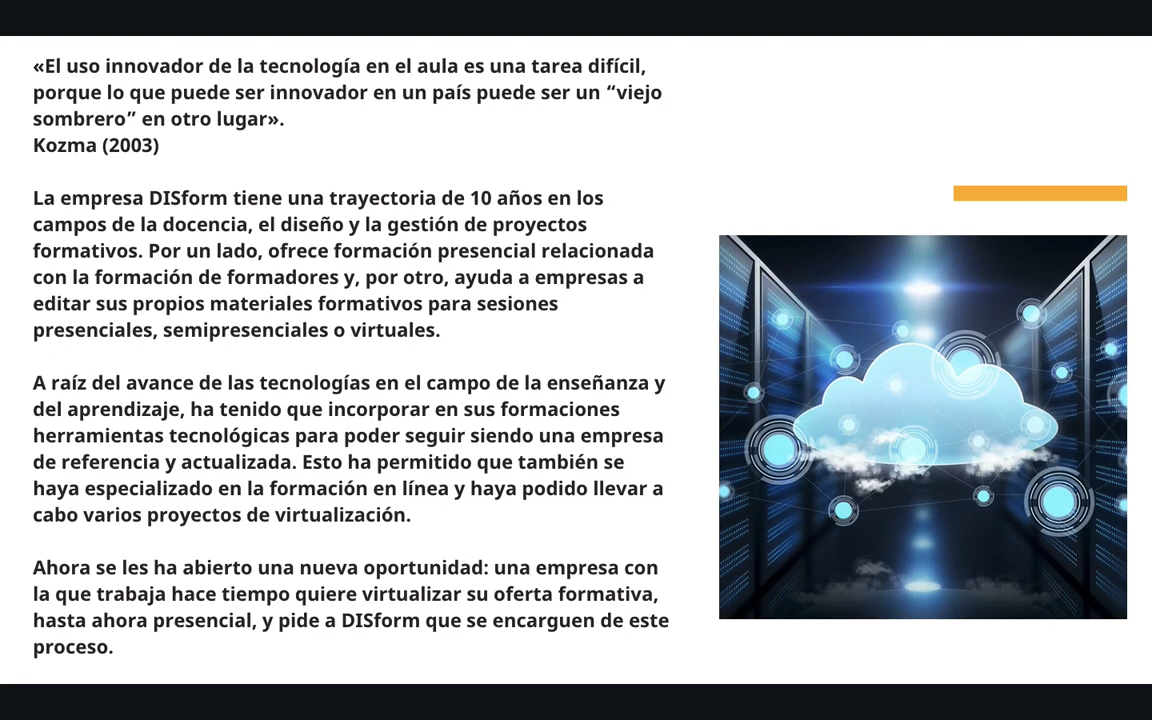 «El uso innovador de la tecnología en el aula es una tarea difícil,
porque lo que puede ser innovador en un país puede ser un “viejo
sombrero” en otro lugar».
Kozma (2003)
La empresa DISform tiene una trayectoria de 10 años en los
campos de la docencia, el diseño y la gestión de proyectos
formativos. Por un lado, ofrece formación presencial relacionada
con la formación de formadores y, por otro, ayuda a empresas a
editar sus propios materiales formativos para sesiones
presenciales, semipresenciales o virtuales.
A raíz del avance de las tecnologías en el campo de la enseñanza y
del aprendizaje, ha tenido que incorporar en sus formaciones
herramientas tecnológicas para poder seguir siendo una empresa
de referencia y actualizada. Esto ha permitido que también se
haya especializado en la formación en línea y haya podido llevar a
cabo varios proyectos de virtualización.
Ahora se les ha abierto una nueva oportunidad: una empresa con
la que trabaja hace tiempo quiere virtualizar su oferta formativa,
hasta ahora presencial, y pide a DISform que se encarguen de este
proceso.